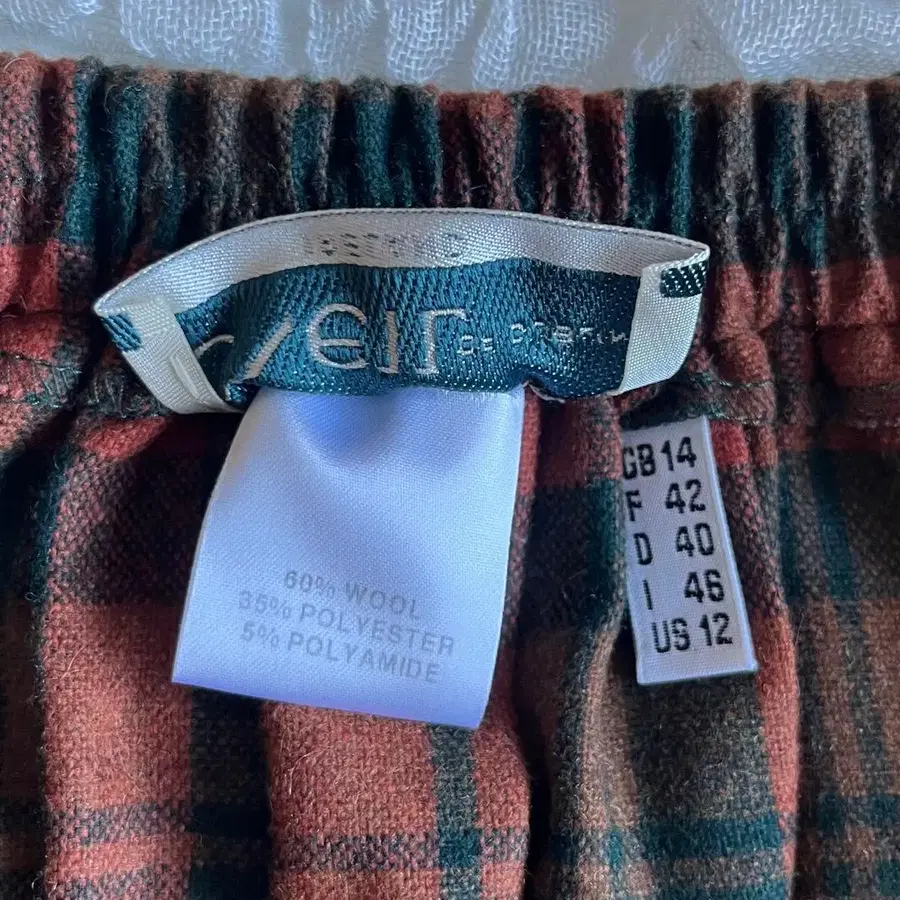 60% WOOL
35% POLYESTER
5% POLYAMIDE
GB 14
F 42
D 40
I 46
US 12